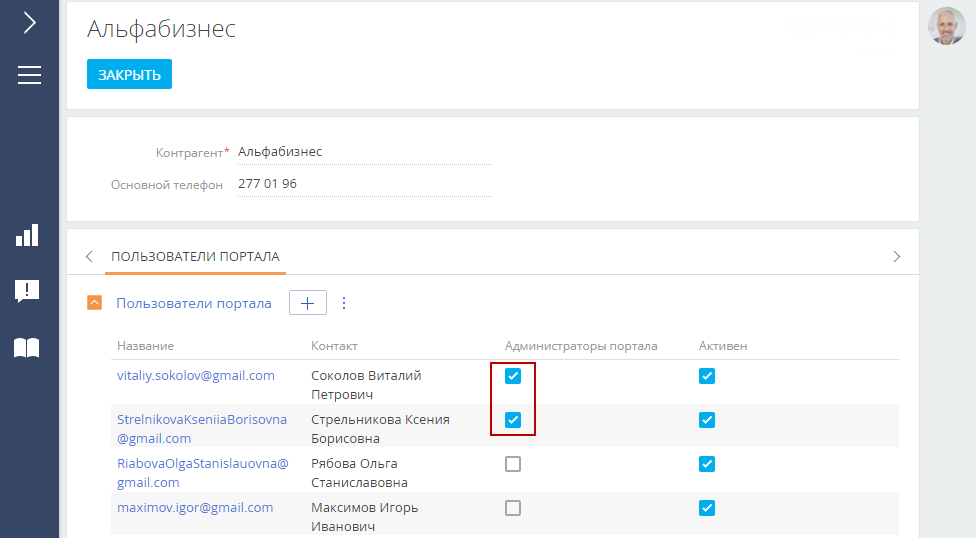 Альфабизнес
ЗАКРЫТЬ
Контрагент* Альфабизнес
Основной телефон 277 01 96
ПОЛЬЗОВАТЕЛИ ПОРТАЛА
Пользователи портала
Название Контакт Администраторы портала Активен
vitaliy.sokolov@gmail.com Соколов Виталий
Петрович
StrelnikovaKseniiaBorisovna Стрельникова Ксения
@gmail.com Борисовна
RiabovaOlgaStanislauovna@ Рябова Ольга
gmail.com Станиславовна
maximov.igor@gmail.com Максимов Игорь
Иванович